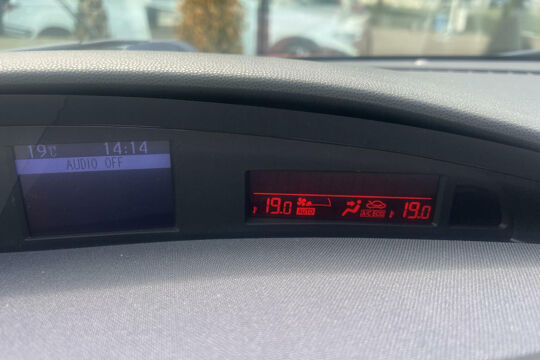 19°C 14:14
AUDIO OFF
19.0 AUTO A/C ECO 19.0